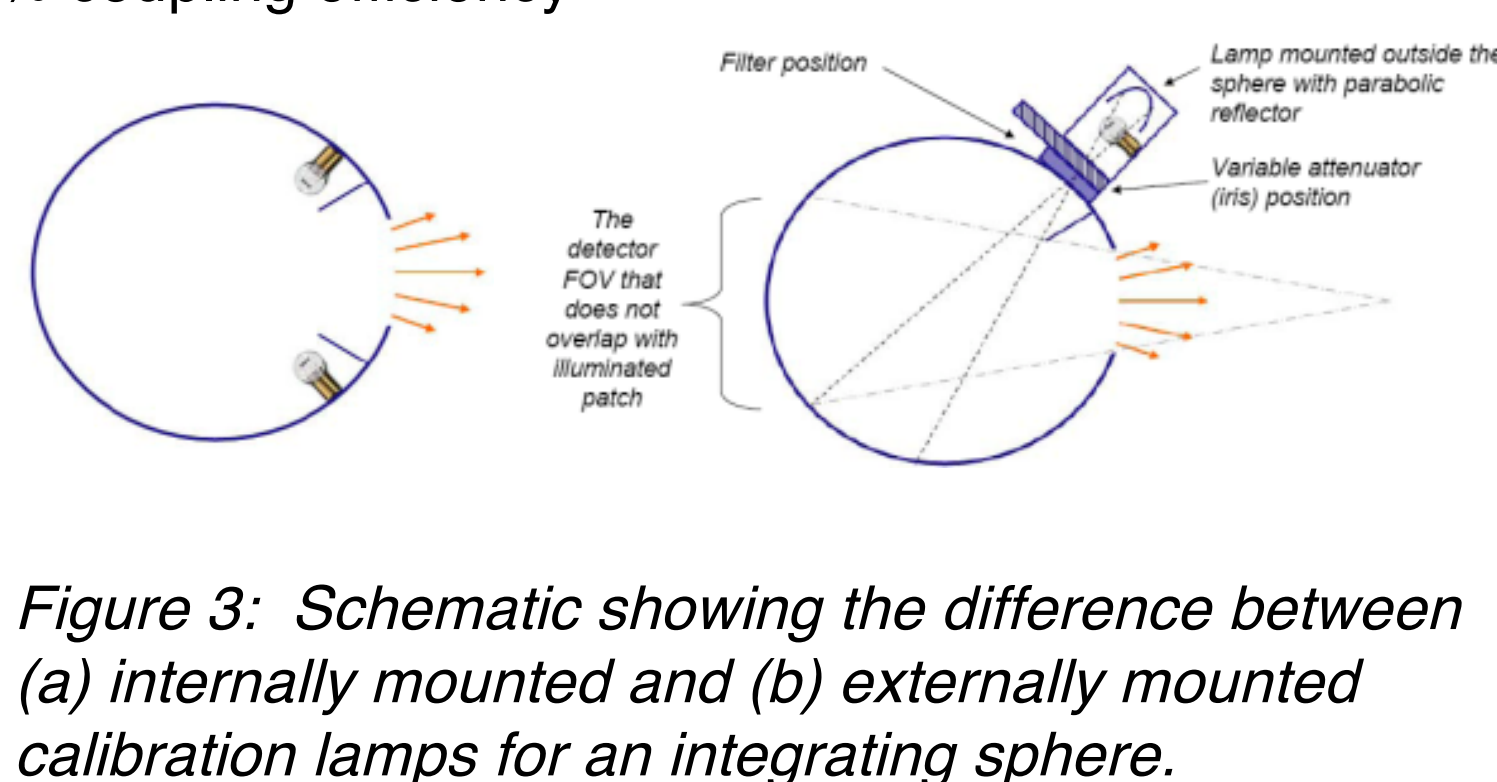 % coupling efficiency
Filter position
Lamp mounted outside the
sphere with parabolic
reflector
Variable attenuator
(iris) position
The
detector
FOV that
does not
overlap with
illuminated
patch
Figure 3: Schematic showing the difference between
(a) internally mounted and (b) externally mounted
calibration lamps for an integrating sphere.